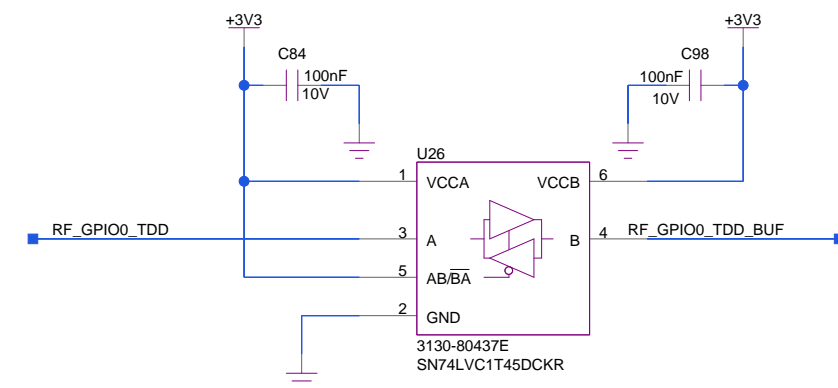 +3V3
+3V3
C84
100nF
10V
C98
100nF
10V
U26
1 VCCA
VCCB 6
RF_GPIO0_TDD
3 A
B 4
RF_GPIO0_TDD_BUF
5 AB/BA
2 GND
3130-80437E
SN74LVC1T45DCKR